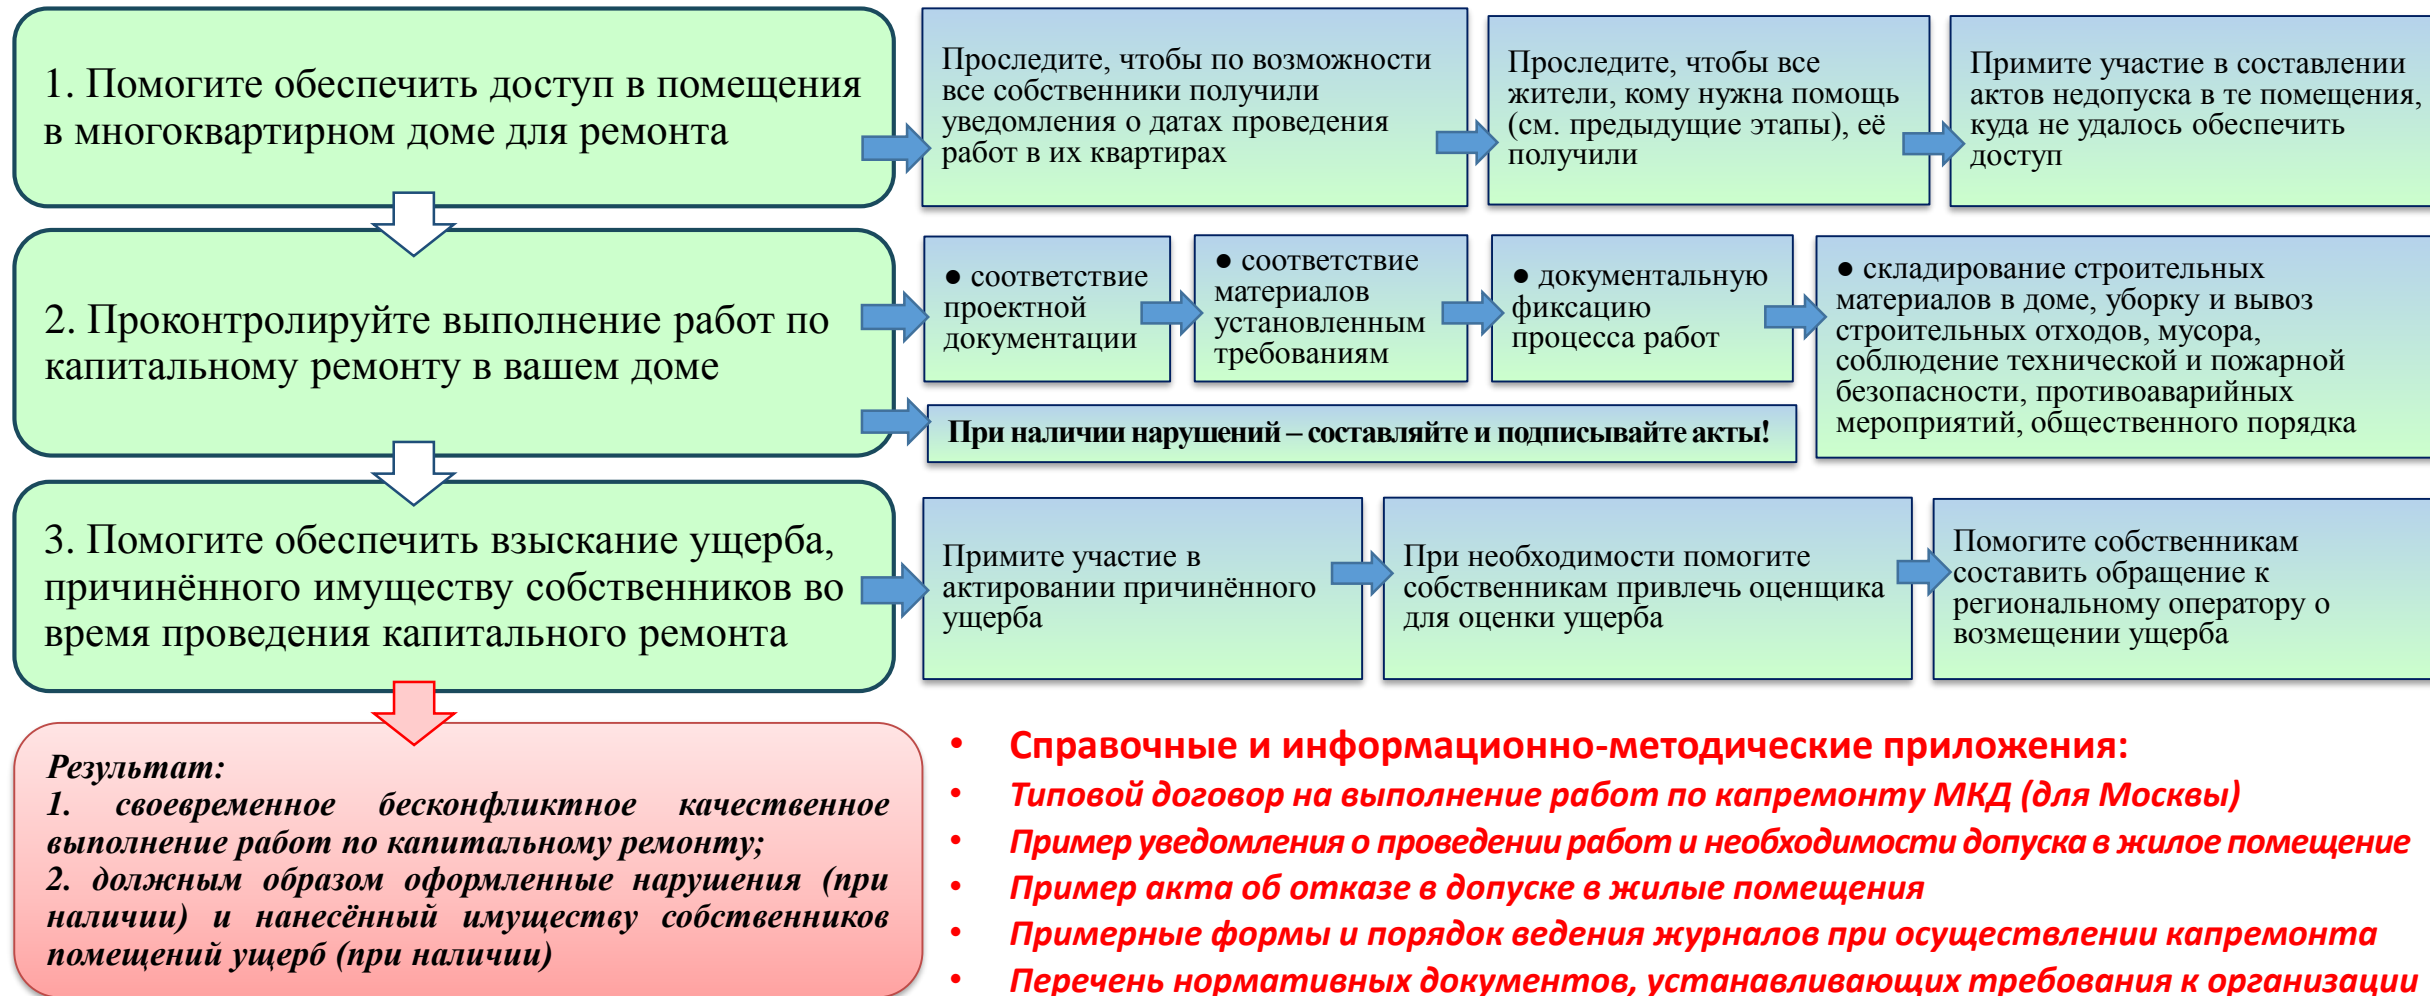 1. Помогите обеспечить доступ в помещения
в многоквартирном доме для ремонта
Проследите, чтобы по возможности
все собственники получили
уведомления о датах проведения
работ в их квартирах
Проследите, чтобы все
жители, кому нужна помощь
(см. предыдущие этапы), её
получили
Примите участие в составлении
актов недопуска в те помещения,
куда не удалось обеспечить
доступ
2. Проконтролируйте выполнение работ по
капитальному ремонту в вашем доме
● соответствие
проектной
документации
● соответствие
материалов
установленным
требованиям
● документальную
фиксацию
процесса работ
● складирование строительных
материалов в доме, уборку и вывоз
строительных отходов, мусора,
соблюдение технической и пожарной
безопасности, противоаварийных
мероприятий, общественного порядка
При наличии нарушений – составляйте и подписывайте акты!
3. Помогите обеспечить взыскание ущерба,
причинённого имуществу собственников во
время проведения капитального ремонта
Примите участие в
актировании причинённого
ущерба
При необходимости помогите
собственникам привлечь оценщика
для оценки ущерба
Помогите собственникам
составить обращение к
региональному оператору о
возмещении ущерба
Результат:
1. своевременное бесконфликтное качественное
выполнение работ по капитальному ремонту;
2. должным образом оформленные нарушения (при
наличии) и нанесённый имуществу собственников
помещений ущерб (при наличии)
• Справочные и информационно-методические приложения:
• Типовой договор на выполнение работ по капремонту МКД (для Москвы)
• Пример уведомления о проведении работ и необходимости допуска в жилое помещение
• Пример акта об отказе в допуске в жилые помещения
• Примерные формы и порядок ведения журналов при осуществлении капремонта
• Перечень нормативных документов, устанавливающих требования к организации